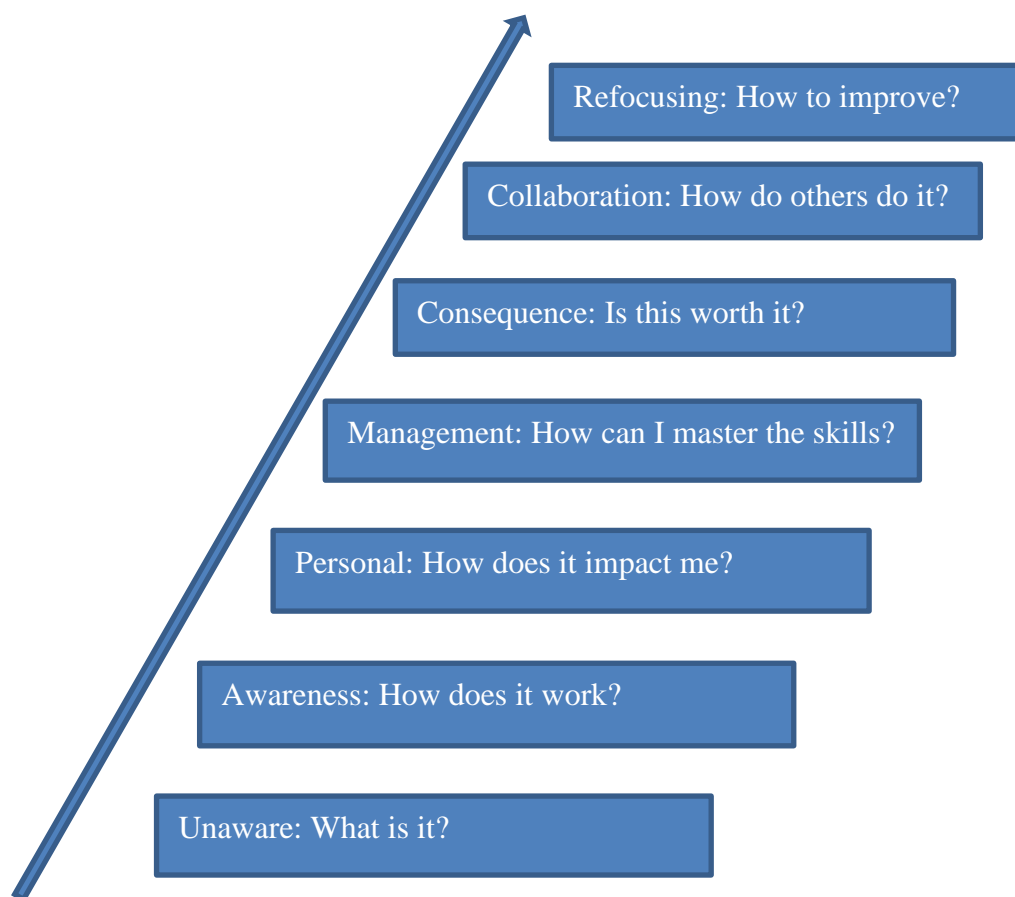 Refocusing: How to improve?
Collaboration: How do others do it?
Consequence: Is this worth it?
Management: How can I master the skills?
Personal: How does it impact me?
Awareness: How does it work?
Unaware: What is it?